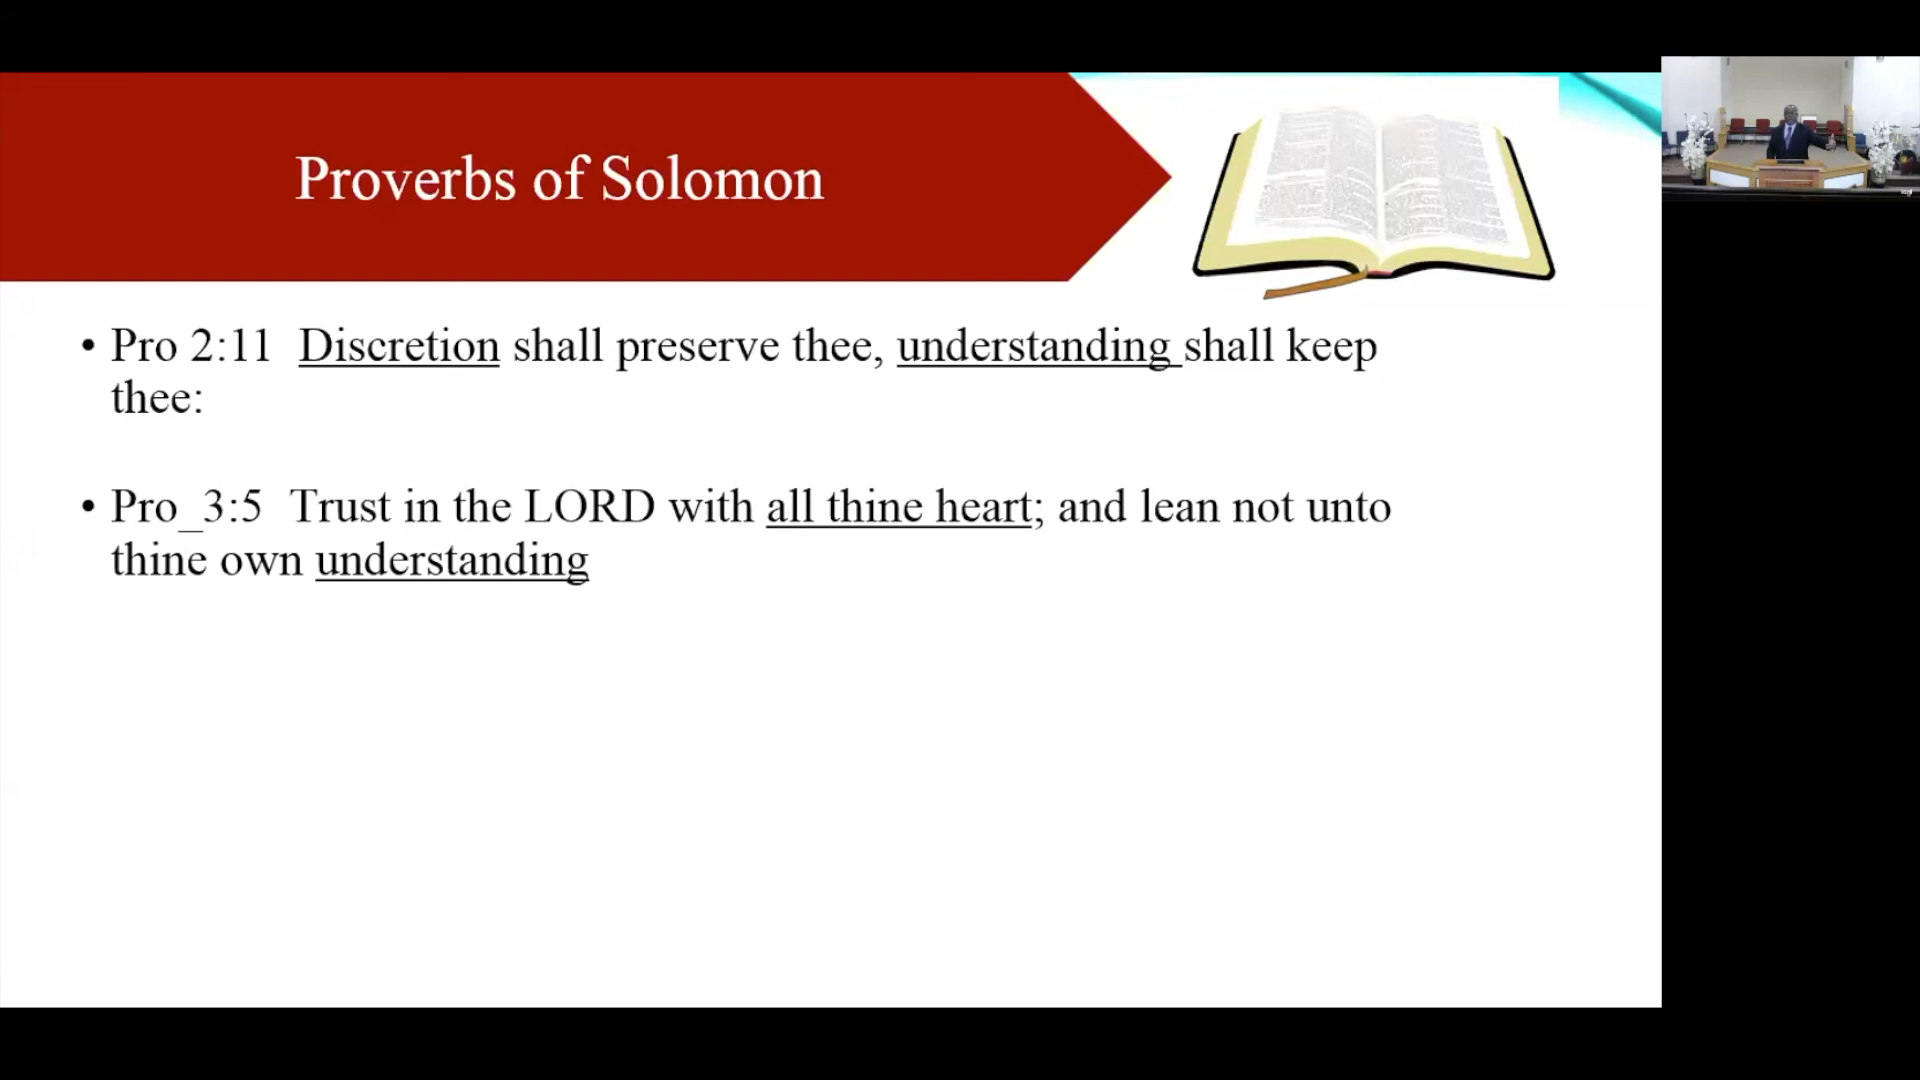 Proverbs of Solomon
• Pro 2:11 Discretion shall preserve thee, understanding shall keep
thee:
• Pro_3:5 Trust in the LORD with all thine heart; and lean not unto
thine own understanding